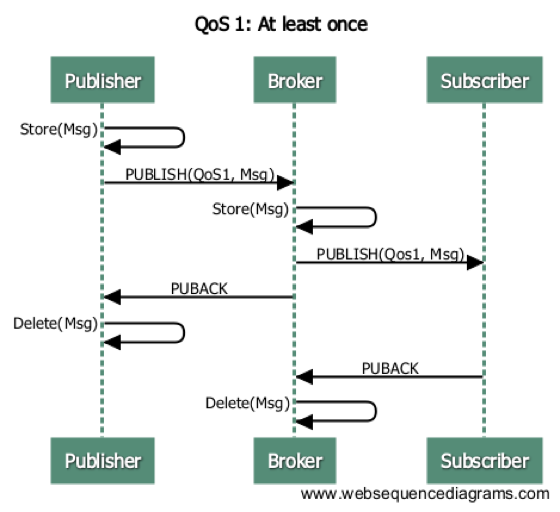 QoS 1: At least once
Publisher Broker Subscriber
Store(Msg)
PUBLISH(QoS1, Msg)
Store(Msg)
PUBLISH(Qos1, Msg)
PUBACK
Delete(Msg)
PUBACK
Delete(Msg)
Publisher Broker Subscriber
www.websequencediagrams.com